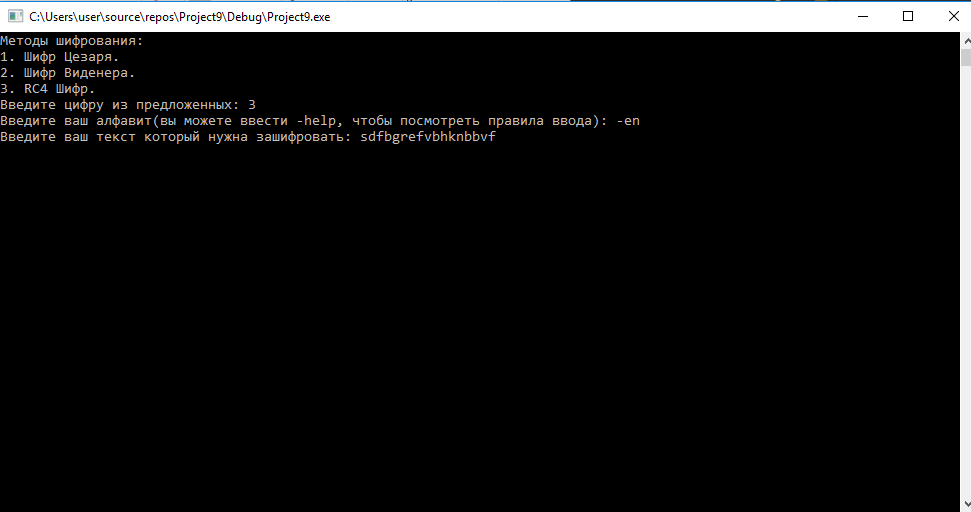 C:\Users\user\source\repos\Project9\Debug\Project9.exe
Методы шифрования:
1. Шифр Цезаря.
2. Шифр Виденера.
3. RC4 Шифр.
Введите цифру из предложенных: 3
Введите ваш алфавит(вы можете ввести -help, чтобы посмотреть правила ввода): -en
Введите ваш текст который нужна зашифровать: sdfbgrefvbhknbbvf